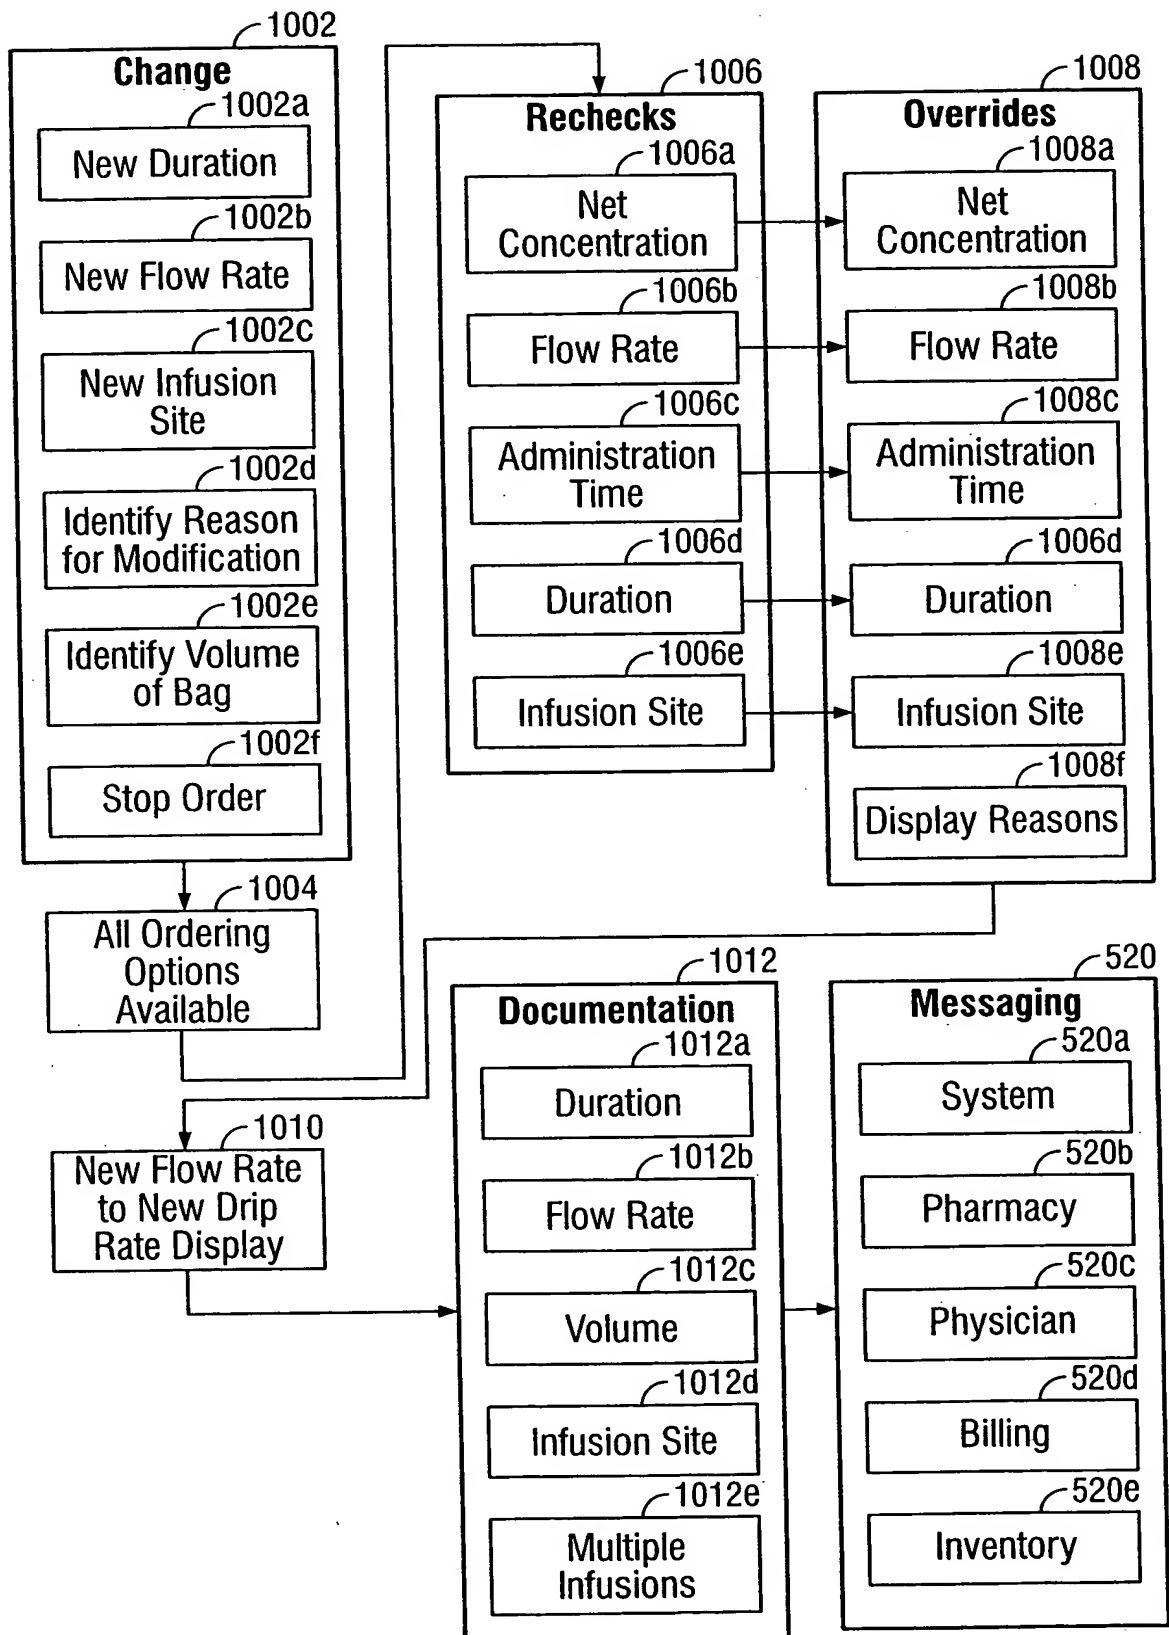 1002
Change
1002a
New Duration
1002b
New Flow Rate
1002c
New Infusion
Site
1002d
Identify Reason
for Modification
1002e
Identify Volume
of Bag
1002f
Stop Order
1004
All Ordering
Options
Available
1006
Rechecks
1006a
Net
Concentration
1006b
Flow Rate
1006c
Administration
Time
1006d
Duration
1006e
Infusion Site
1008
Overrides
1008a
Net
Concentration
1008b
Flow Rate
1008c
Administration
Time
1006d
Duration
1008e
Infusion Site
1008f
Display Reasons
1010
New Flow Rate
to New Drip
Rate Display
1012
Documentation
1012a
Duration
1012b
Flow Rate
1012c
Volume
1012d
Infusion Site
1012e
Multiple
Infusions
520
Messaging
520a
System
520b
Pharmacy
520c
Physician
520d
Billing
520e
Inventory